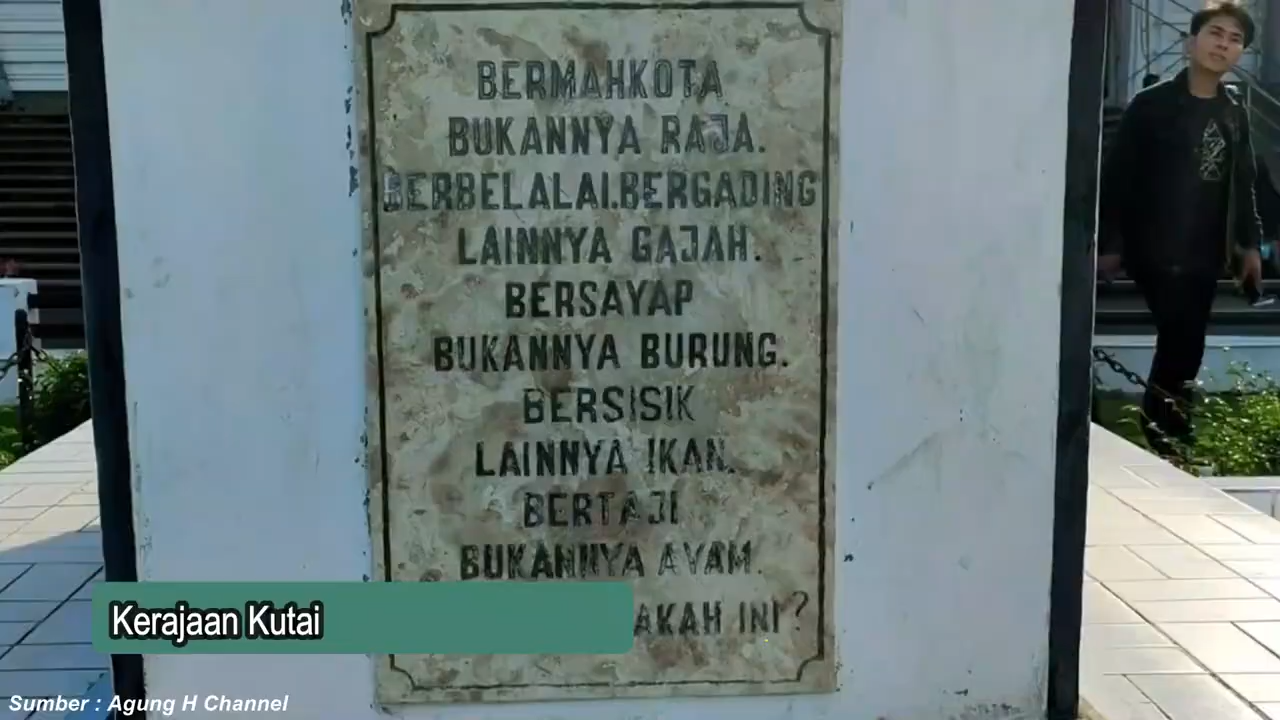 BERMAHKOTA
BUKANNYA RAJA.
BERBELALAI.BERGADING
LAINNYA GAJAH.
BERSAYAP
BUKANNYA BURUNG.
BERSISIK
LAINNYA IKAN.
BERTAJI
BUKANNYA AYAM.
AKAH INI?
Kerajaan Kutai
Sumber : Agung H Channel